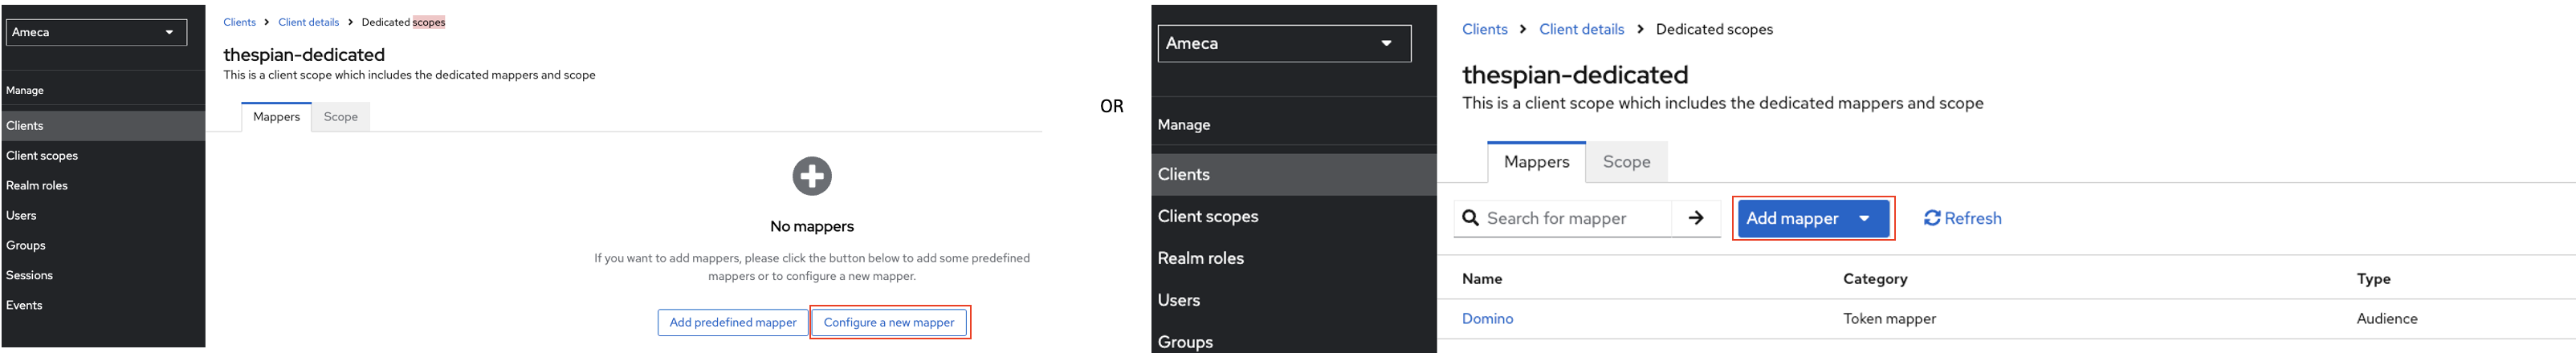 Ameca
Manage
Clients
Client scopes
Realm roles
Users
Groups
Sessions
Events
Clients > Client details > Dedicated scopes
thespian-dedicated
This is a client scope which includes the dedicated mappers and scope
Mappers Scope
No mappers
If you want to add mappers, please click the button below to add some predefined
mappers or to configure a new mapper.
Add predefined mapper Configure a new mapper
OR
Ameca
Manage
Clients
Client scopes
Realm roles
Users
Groups
Clients > Client details > Dedicated scopes
thespian-dedicated
This is a client scope which includes the dedicated mappers and scope
Mappers Scope
Search for mapper Add mapper Refresh
Name Category Type
Domino Token mapper Audience